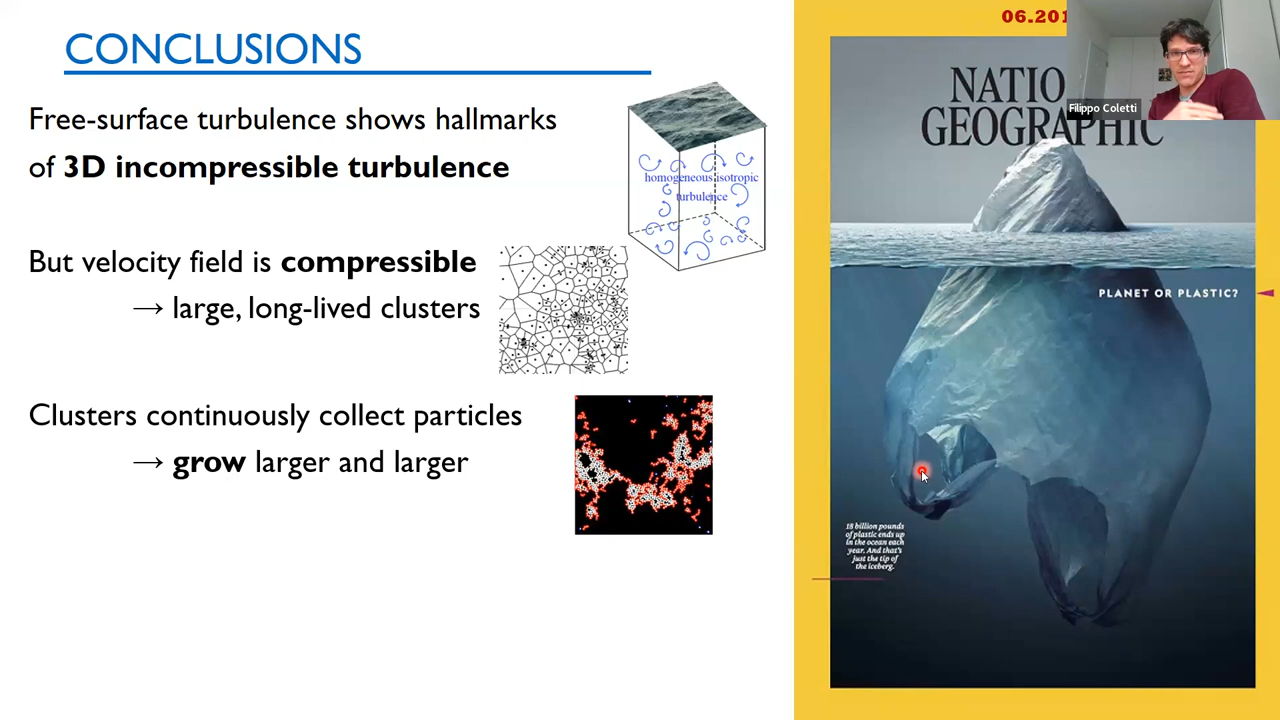 CONCLUSIONS
Free-surface turbulence shows hallmarks
of 3D incompressible turbulence
homogeneous isotropic
turbulence
But velocity field is compressible
→ large, long-lived clusters
Clusters continuously collect particles
→ grow larger and larger
06.201
Filippo Coletti
NATIO
GEOGRAPHIC
PLANET OR PLASTIC?
18 billion pounds
of plastic ends up
in the ocean each
year. And that's
just the tip of
the iceberg.